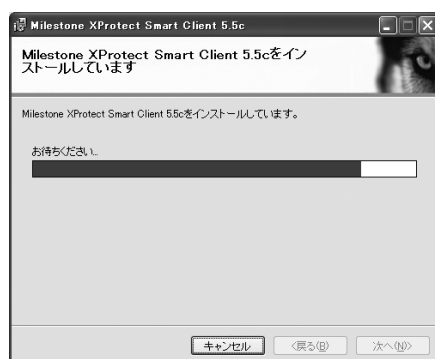 Milestone XProtect Smart Client 5.5c
Milestone XProtect Smart Client 5.5cをイン
ストールしています
Milestone XProtect Smart Client 5.5cをインストールしています。
お待ちください...
キャンセル
<戻る(B)
次へ(N)>